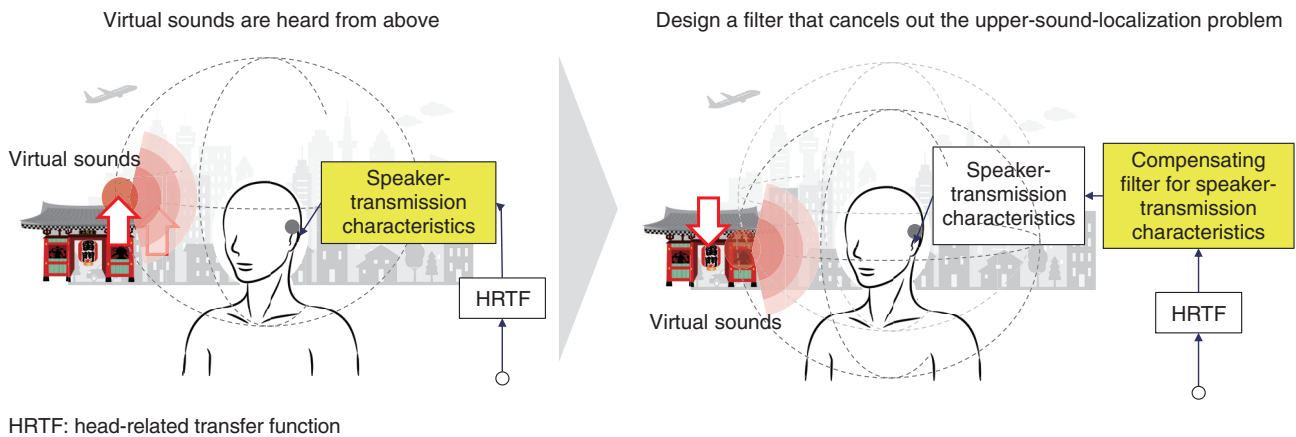 Virtual sounds are heard from above
Virtual sounds
Speaker-
transmission
characteristics
HRTF
Design a filter that cancels out the upper-sound-localization problem
Virtual sounds
Speaker-
transmission
characteristics
Compensating
filter for speaker-
transmission
characteristics
HRTF
HRTF: head-related transfer function